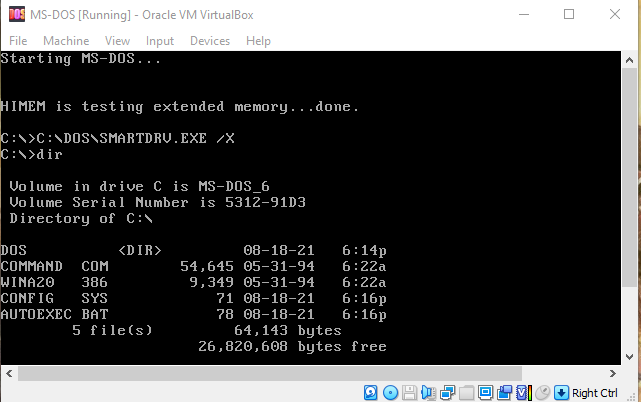 MS-DOS [Running] - Oracle VM VirtualBox
File Machine View Input Devices Help
Starting MS-DOS...
HIMEM is testing extended memory...done.
C:\>C:\DOS\SMARTDRV.EXE /X
C:\>dir
Volume in drive C is MS-DOS_6
Volume Serial Number is 5312-91D3
Directory of C:\
DOS <DIR> 08-18-21 6:14p
COMMAND COM 54,645 05-31-94 6:22a
WINA20 386 9,349 05-31-94 6:22a
CONFIG SYS 71 08-18-21 6:16p
AUTOEXEC BAT 78 08-18-21 6:16p
5 file(s) 64,143 bytes
26,820,608 bytes free
Right Ctrl